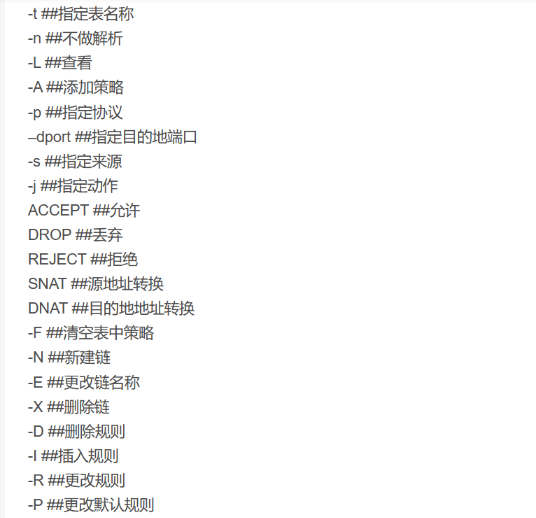 -t ##指定表名称
-n ##不做解析
-L ##查看
-A ##添加策略
-p ##指定协议
–dport ##指定目的地端口
-s ##指定来源
-j ##指定动作
ACCEPT ##允许
DROP ##丢弃
REJECT ##拒绝
SNAT ##源地址转换
DNAT ##目的地地址转换
-F ##清空表中策略
-N ##新建链
-E ##更改链名称
-X ##删除链
-D ##删除规则
-I ##插入规则
-R ##更改规则
-P ##更改默认规则